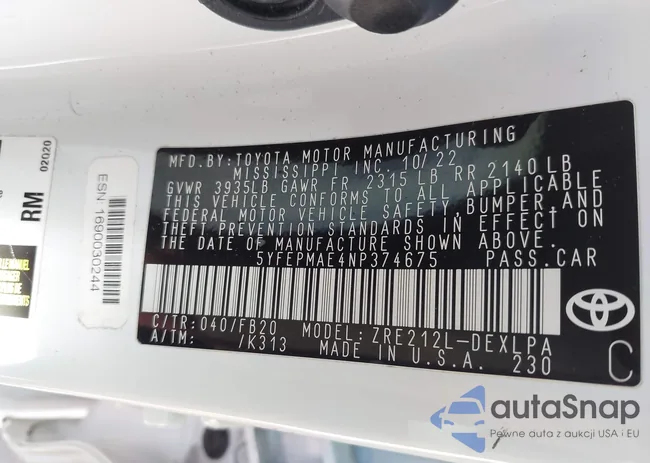 MFD.BY: TOYOTA MOTOR MANUFACTURING
MISSISSIPPI INC. 10/22
GVWR 3935LB GAWR FR 2315 LB RR 2140 LB
THIS VEHICLE CONFORMS TO ALL APPLICABLE
FEDERAL MOTOR VEHICLE SAFETY, BUMPER, AND
THEFT PREVENTION STANDARDS IN EFFECT ON
THE DATE OF MANUFACTURE SHOWN ABOVE.
5YFEPMAE4NP374675 PASS.CAR
C/TR: 040/FB20 MODEL: ZRE212L-DEXLPA
A/TM: /K313 MADE IN U.S.A. 230
C
ESN: 1690030244
RM
02020
autaSnap
Pewne auta z aukcji USA i EU